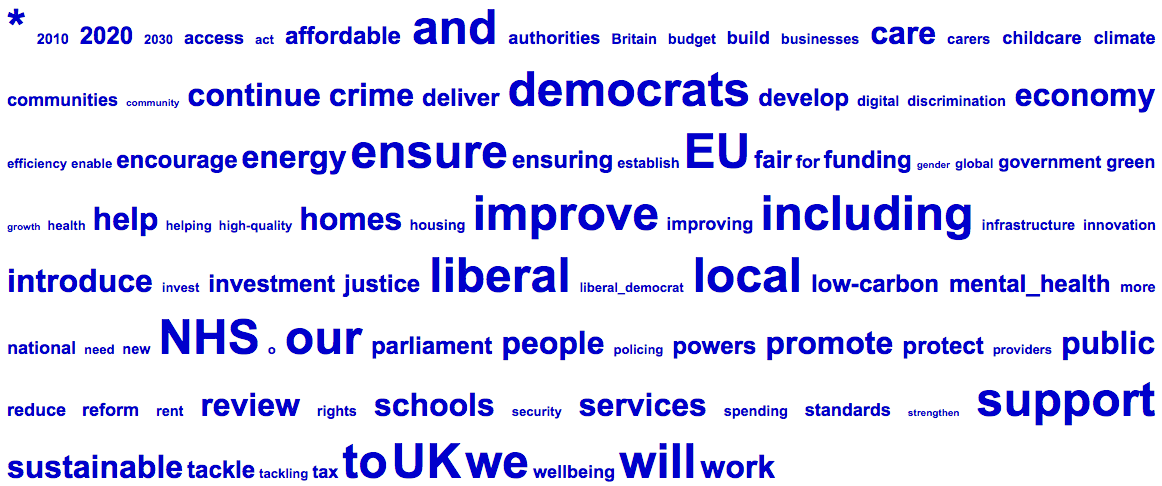 * 2010 2020 2030 access act affordable and authorities Britain budget build businesses care carers childcare climate
communities community continue crime deliver democrats develop digital discrimination economy
efficiency enable encourage energy ensure ensuring establish EU fair for funding gender global government green
growth health help helping high-quality homes housing improve improving including infrastructure innovation
introduce invest investment justice liberal liberal_democrat local low-carbon mental_health more
national need new NHS o our parliament people policing powers promote protect providers public
reduce reform rent review rights schools security services spending standards strengthen support
sustainable tackle tackling tax to UK we wellbeing will work